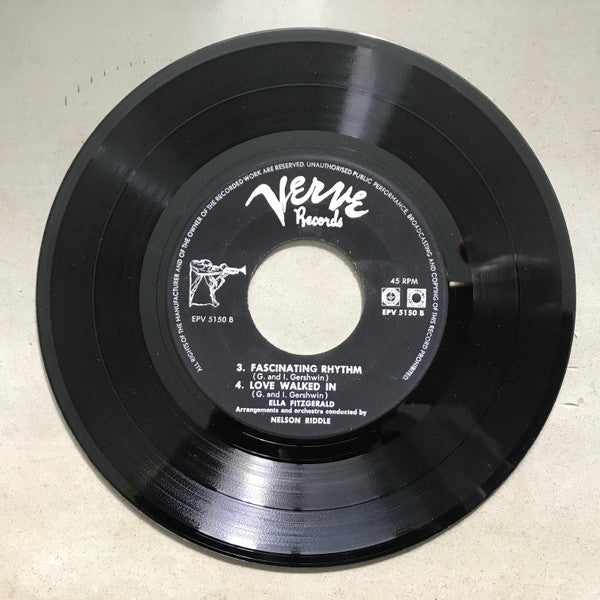 ALL RIGHTS OF THE MANUFACTURER AND OF THE OWNER OF THE RECORDED WORK ARE RESERVED. UNAUTHORISED PUBLIC PERFORMANCE, BROADCASTING AND COPYING OF THIS RECORD PROHIBITED.
VERVE
Records
45 RPM
EPV 5150 B
EPV 5150 B
3. FASCINATING RHYTHM
(G. and I. Gershwin)
4. LOVE WALKED IN
(G. and I. Gershwin)
ELLA FITZGERALD
Arrangements and orchestra conducted by
NELSON RIDDLE